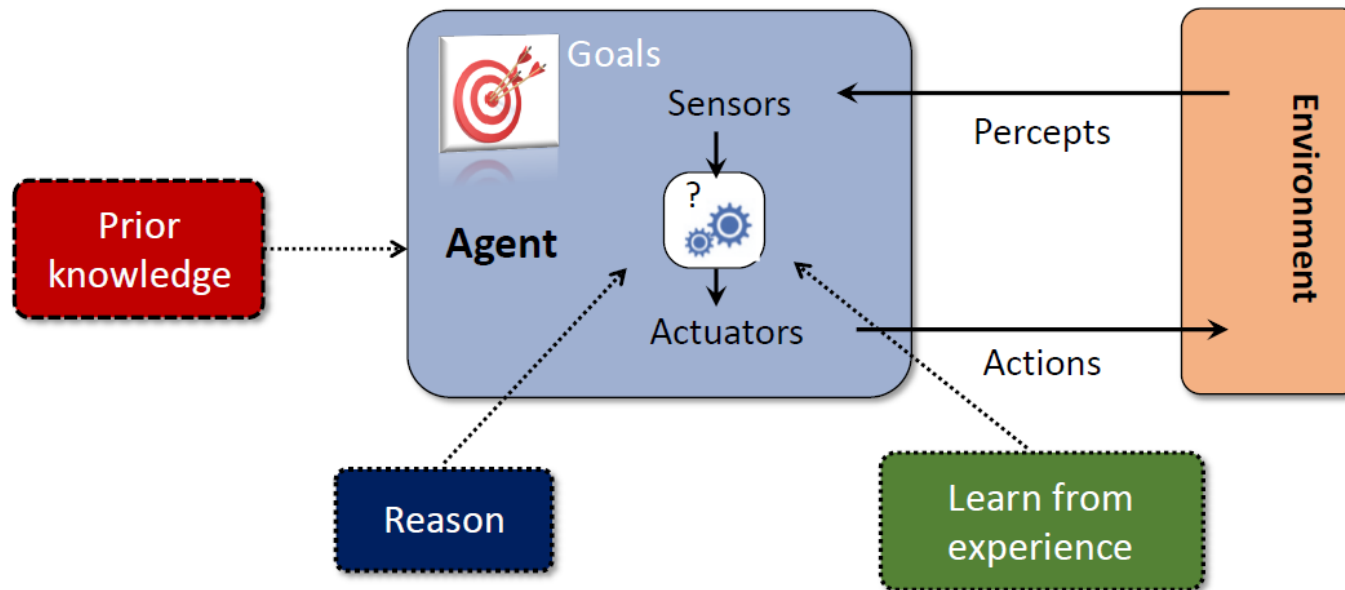 Goals
Sensors
Percepts
Environment
?
Prior
knowledge
Agent
Actuators
Actions
Reason
Learn from
experience